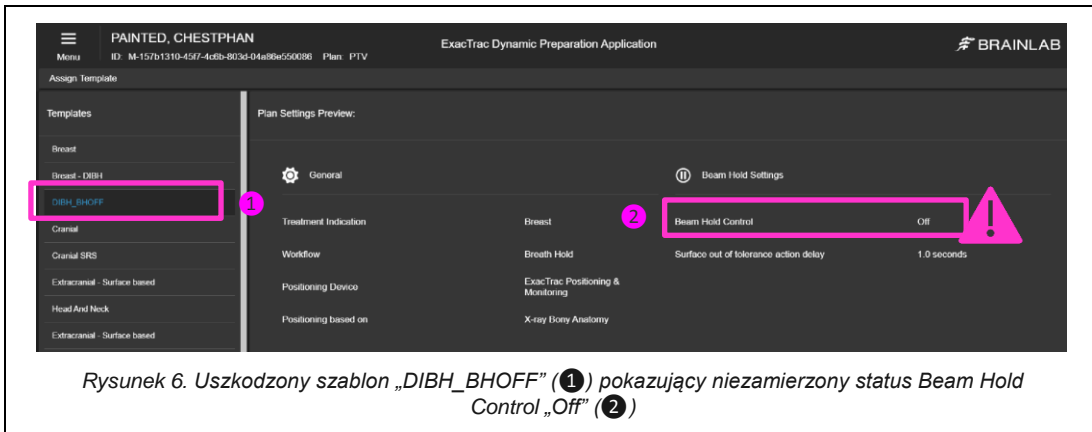 PAINTED, CHESTPHAN
Menu
ID: M-157b1310-45f7-4c6b-803d-04a86e550086 Plan: PTV
ExacTrac Dynamic Preparation Application
BRAINLAB
Assign Template
Templates
Plan Settings Preview:
Breast
Breast - DIBH
DIBH_BHOFF
1
Cranial
Cranial SRS
Extracranial - Surface based
Head And Neck
Extracranial - Surface based
General
Treatment Indication
Breast
Workflow
Breath Hold
Positioning Device
ExacTrac Positioning &
Monitoring
Positioning based on
X-ray Bony Anatomy
Beam Hold Settings
2
Beam Hold Control
Off
Surface out of tolerance action delay
1.0 seconds
Rysunek 6. Uszkodzony szablon „DIBH_BHOFF” (❶) pokazujący niezamierzony status Beam Hold
Control „Off” (❷)